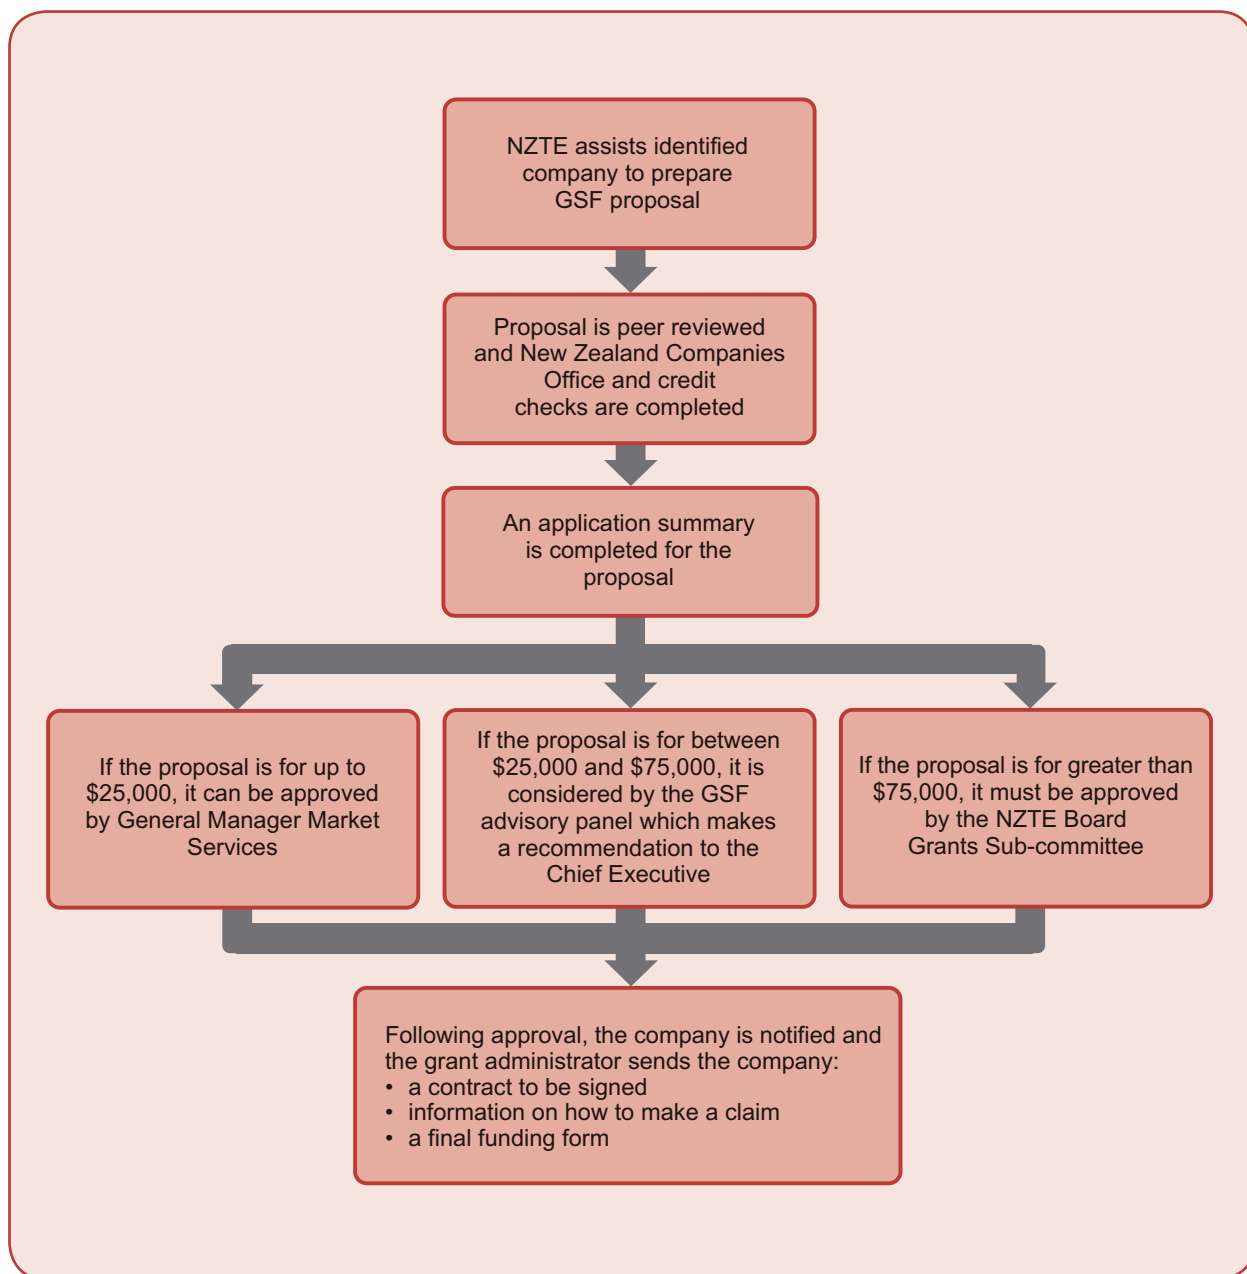 NZTE assists identified
company to prepare
GSF proposal
Proposal is peer reviewed
and New Zealand Companies
Office and credit
checks are completed
An application summary
is completed for the
proposal
If the proposal is for up to
$25,000, it can be approved
by General Manager Market
Services
If the proposal is for between
$25,000 and $75,000, it is
considered by the GSF
advisory panel which makes
a recommendation to the
Chief Executive
If the proposal is for greater than
$75,000, it must be approved
by the NZTE Board
Grants Sub-committee
Following approval, the company is notified and
the grant administrator sends the company:
• a contract to be signed
• information on how to make a claim
• a final funding form